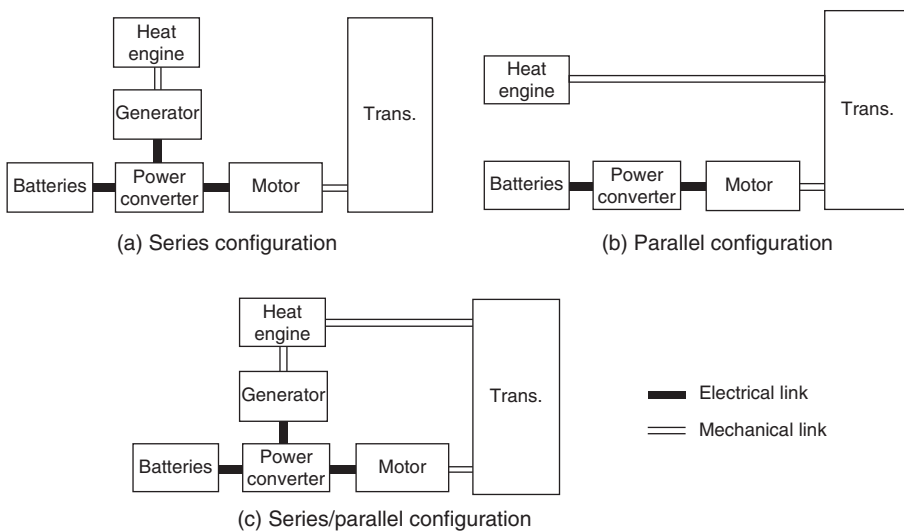 Heat
engine
Generator
Trans.
Batteries
Power
converter
Motor
(a) Series configuration
Heat
engine
Trans.
Batteries
Power
converter
Motor
(b) Parallel configuration
Heat
engine
Generator
Trans.
Batteries
Power
converter
Motor
(c) Series/parallel configuration
Electrical link
Mechanical link